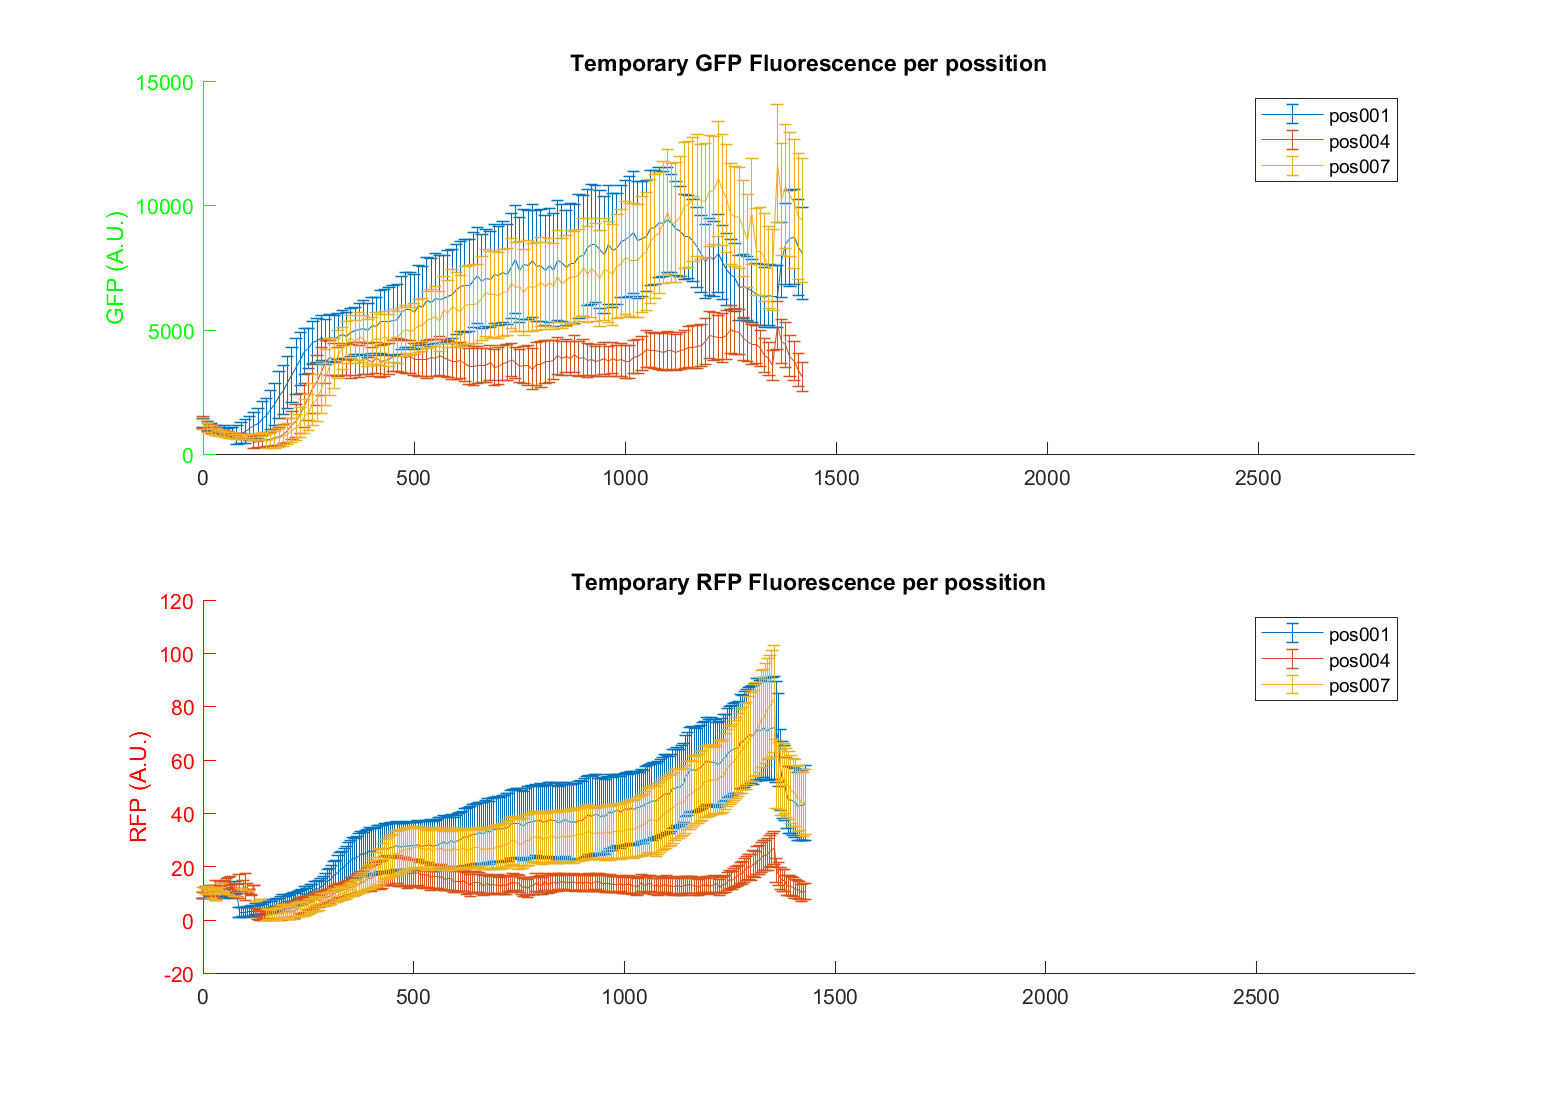 Temporary GFP Fluorescence per possition
15000
10000
5000
0
GFP (A.U.)
0 500 1000 1500 2000 2500
pos001
pos004
pos007
Temporary RFP Fluorescence per possition
120
100
80
60
40
20
0
-20
RFP (A.U.)
0 500 1000 1500 2000 2500
pos001
pos004
pos007